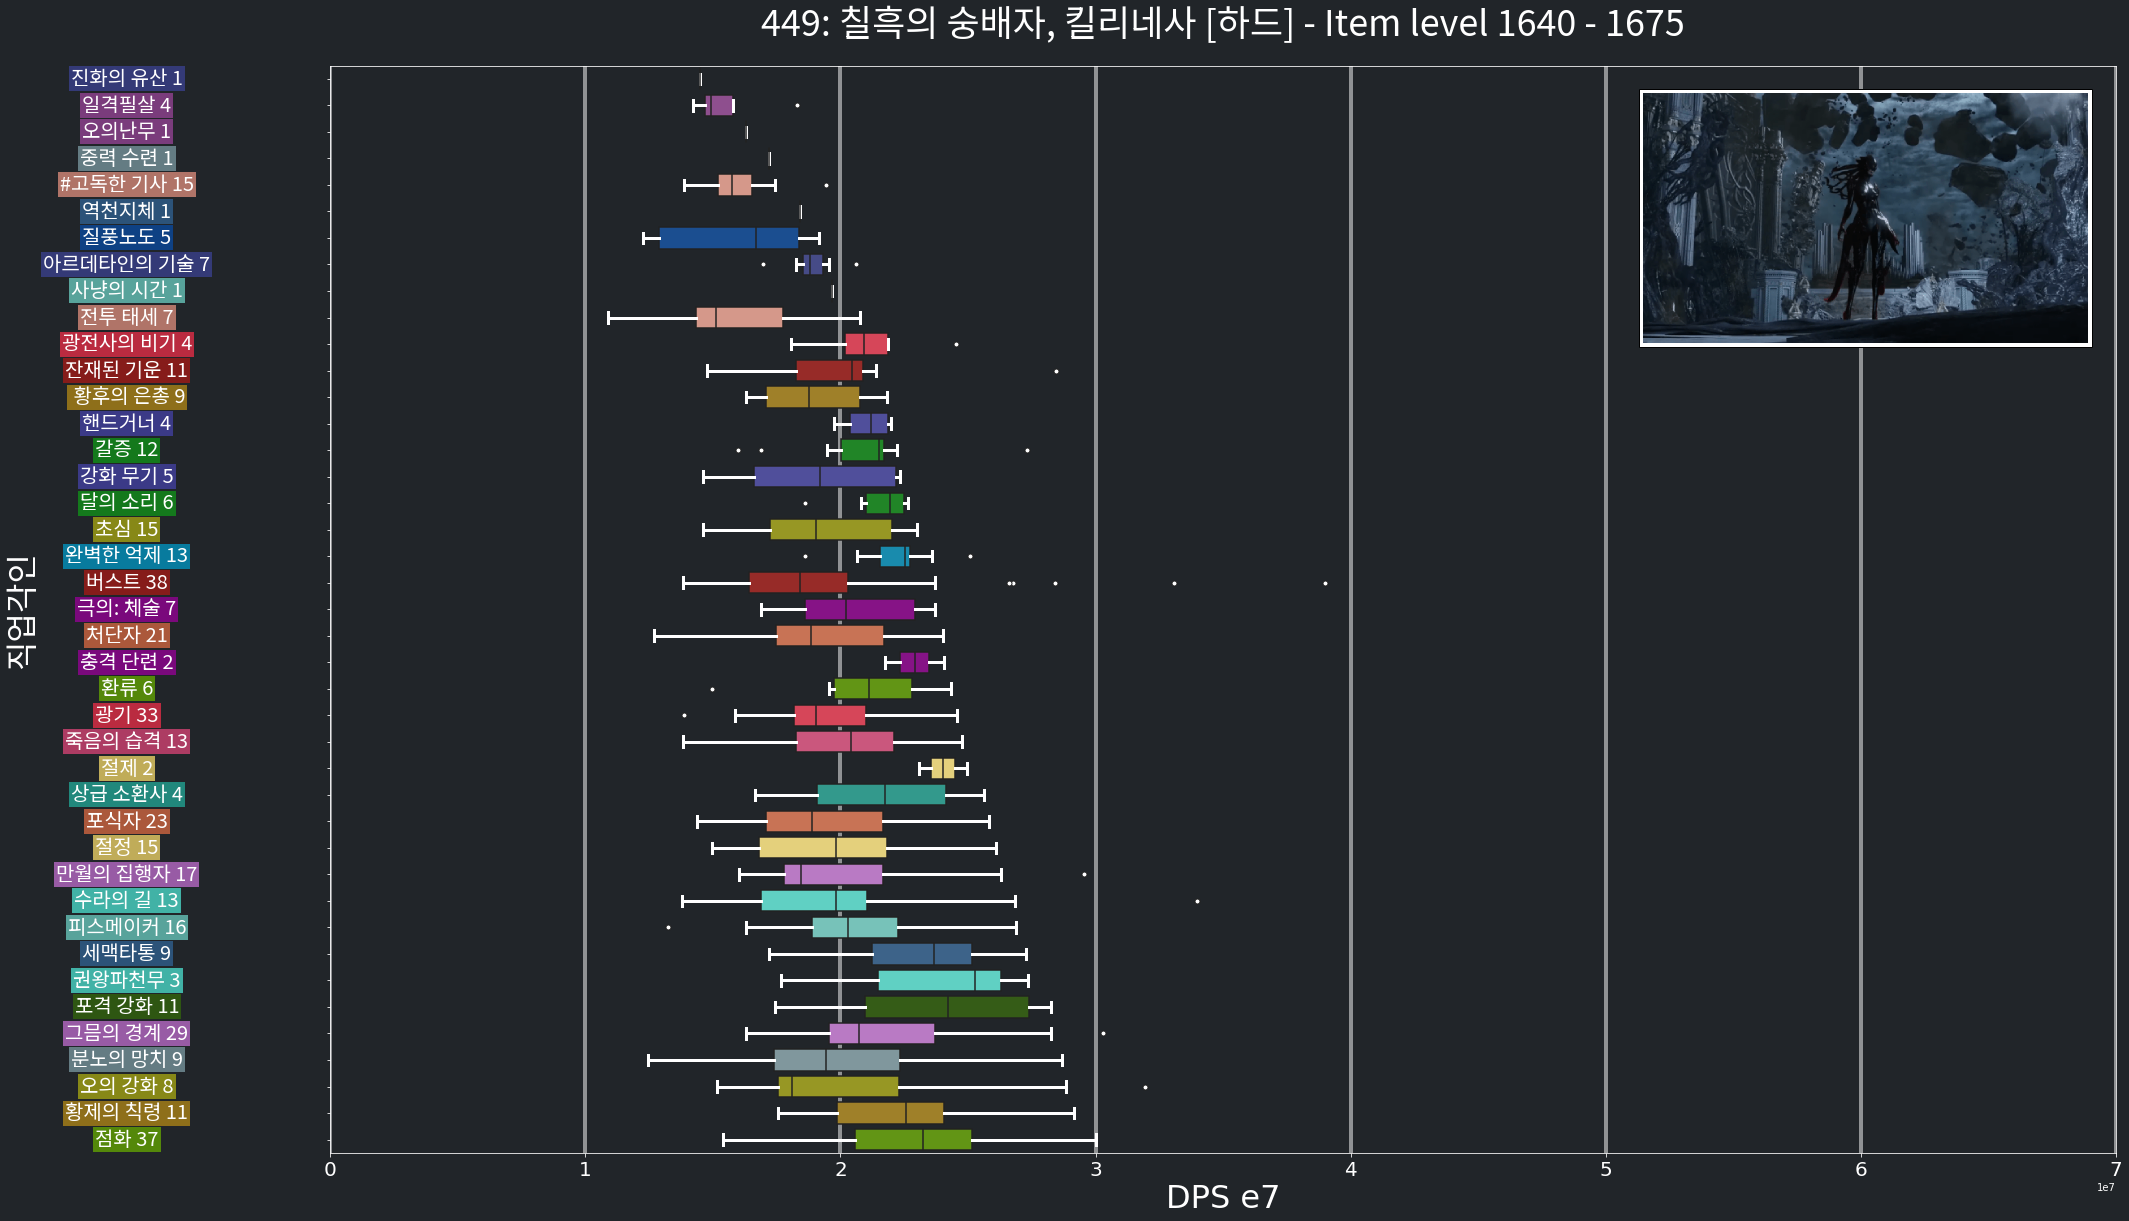 449: 칠흑의 숭배자, 킬리네사 [하드] - Item level 1640 - 1675
직업각인
진화의 유산 1
일격필살 4
오의난무 1
중력 수련 1
#고독한 기사 15
역천지체 1
질풍노도 5
아르데타인의 기술 7
사냥의 시간 1
전투 태세 7
광전사의 비기 4
잔재된 기운 11
황후의 은총 9
핸드거너 4
갈증 12
강화 무기 5
달의 소리 6
초심 15
완벽한 억제 13
버스트 38
극의: 체술 7
처단자 21
충격 단련 2
환류 6
광기 33
죽음의 습격 13
절제 2
상급 소환사 4
포식자 23
절정 15
만월의 집행자 17
수라의 길 13
피스메이커 16
세맥타통 9
권왕파천무 3
포격 강화 11
그믐의 경계 29
분노의 망치 9
오의 강화 8
황제의 칙령 11
점화 37
0 1 2 3 4 5 6 7
1e7
DPS e7